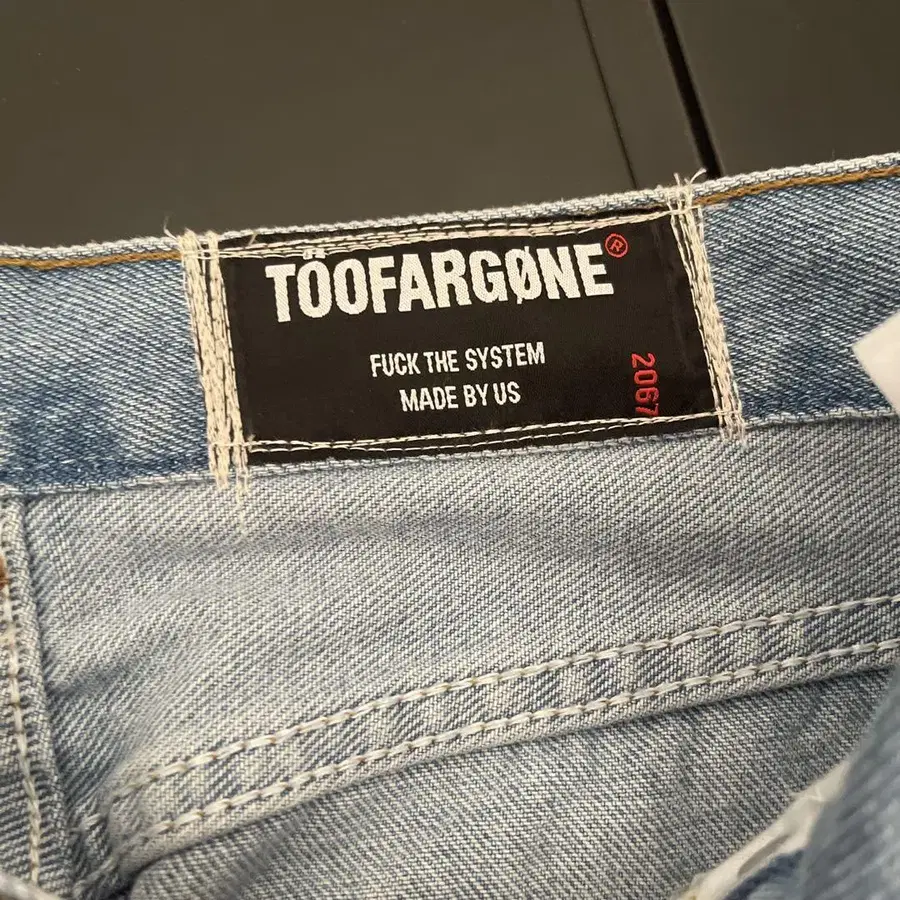 TÖOFARGØNE®
FUCK THE SYSTEM
MADE BY US
2067